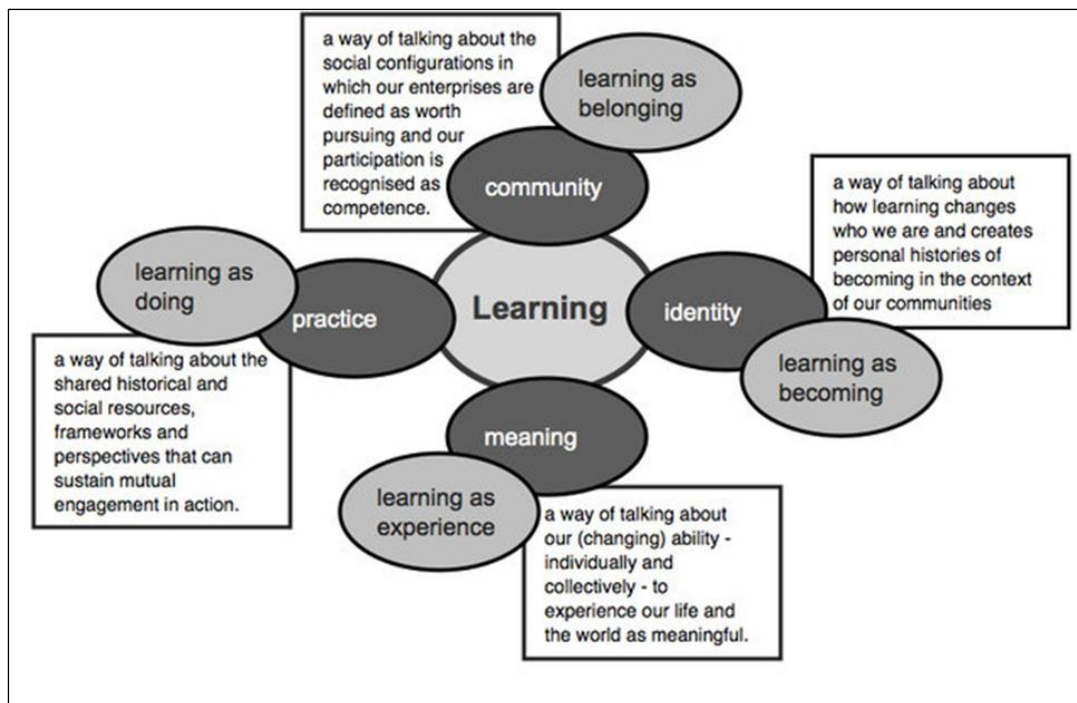 a way of talking about the
social configurations in
which our enterprises are
defined as worth
pursuing and our
participation is
recognised as
competence.
learning as
belonging
community
a way of talking about
how learning changes
who we are and creates
personal histories of
becoming in the context
of our communities
learning as
doing
practice
Learning
identity
learning as
becoming
a way of talking about the
shared historical and
social resources,
frameworks and
perspectives that can
sustain mutual
engagement in action.
meaning
learning as
experience
a way of talking about
our (changing) ability -
individually and
collectively - to
experience our life and
the world as meaningful.